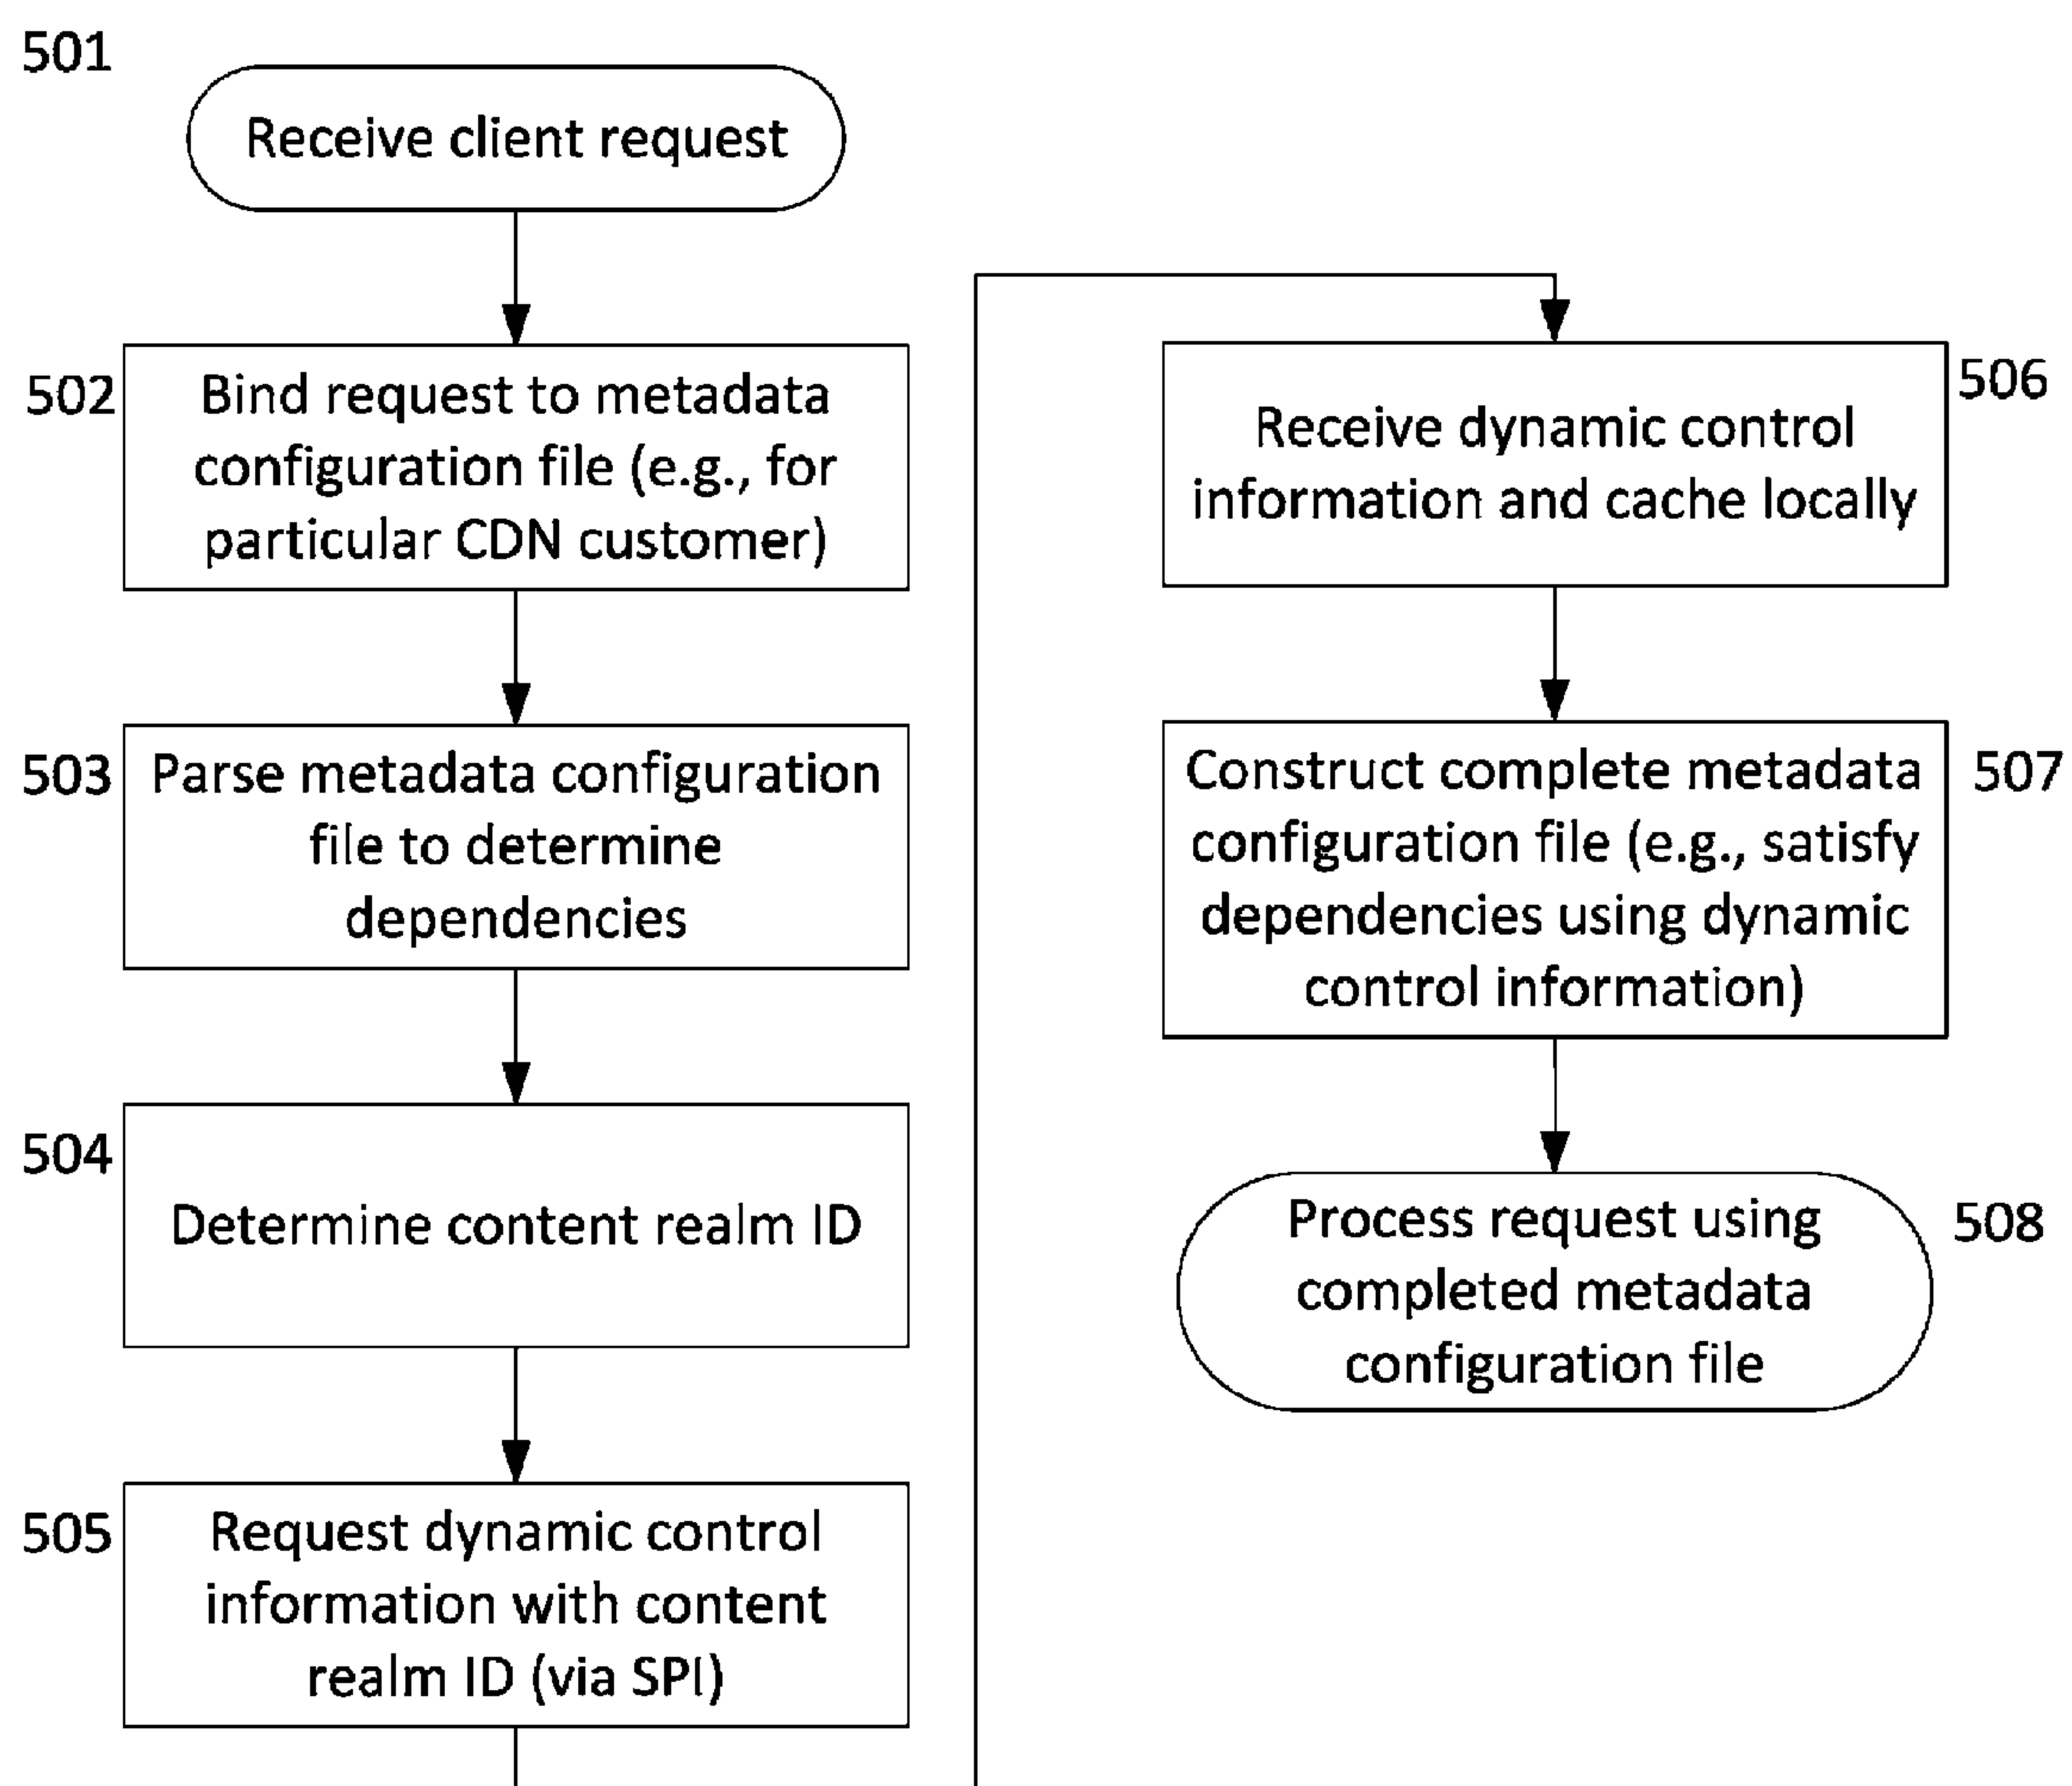 501
Receive client request
502
Bind request to metadata
configuration file (e.g., for
particular CDN customer)
503
Parse metadata configuration
file to determine
dependencies
504
Determine content realm ID
505
Request dynamic control
information with content
realm ID (via SPI)
506
Receive dynamic control
information and cache locally
507
Construct complete metadata
configuration file (e.g., satisfy
dependencies using dynamic
control information)
508
Process request using
completed metadata
configuration file